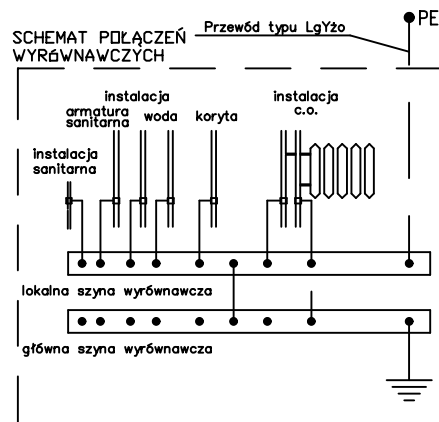 SCHEMAT POŁĄCZEŃ
WYRÓWNAWCZYCH
Przewód typu LgYżo
PE
instalacja
armatura
sanitarna
woda
koryta
instalacja
c.o.
instalacja
sanitarna
lokalna szyna wyrównawcza
główna szyna wyrównawcza